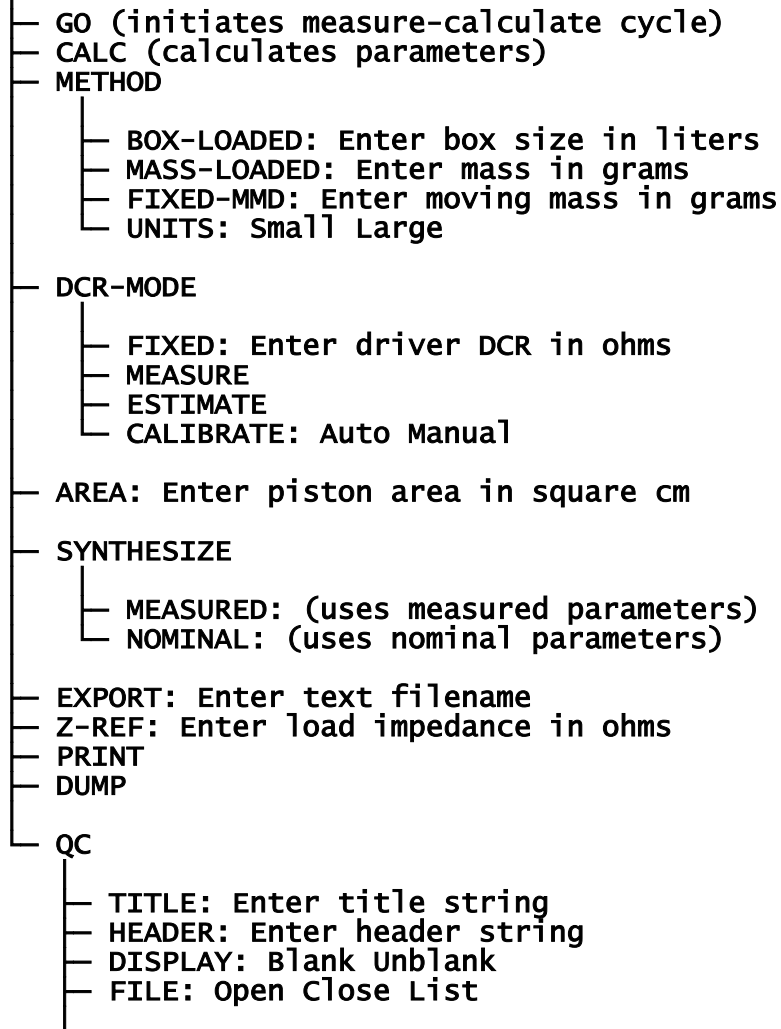 GO (initiates measure-calculate cycle)
CALC (calculates parameters)
METHOD
BOX-LOADED: Enter box size in liters
MASS-LOADED: Enter mass in grams
FIXED-MMD: Enter moving mass in grams
UNITS: Small Large
DCR-MODE
FIXED: Enter driver DCR in ohms
MEASURE
ESTIMATE
CALIBRATE: Auto Manual
AREA: Enter piston area in square cm
SYNTHESIZE
MEASURED: (uses measured parameters)
NOMINAL: (uses nominal parameters)
EXPORT: Enter text filename
Z-REF: Enter load impedance in ohms
PRINT
DUMP
QC
TITLE: Enter title string
HEADER: Enter header string
DISPLAY: Blank Unblank
FILE: Open Close List